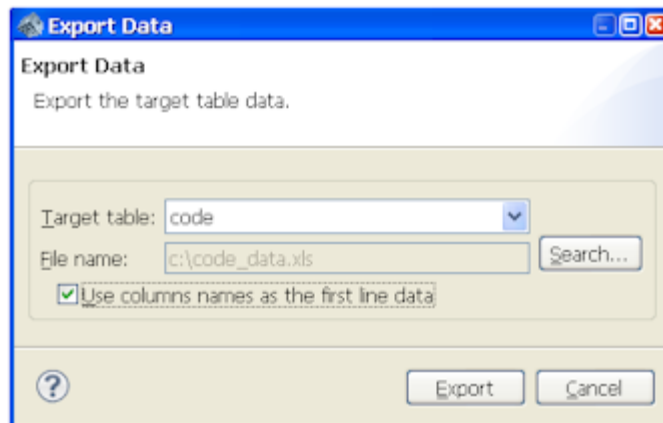 Export Data
Export Data
Export the target table data.
Target table: code
File name: c:\code_data.xls Search...
Use columns names as the first line data
? Export Cancel